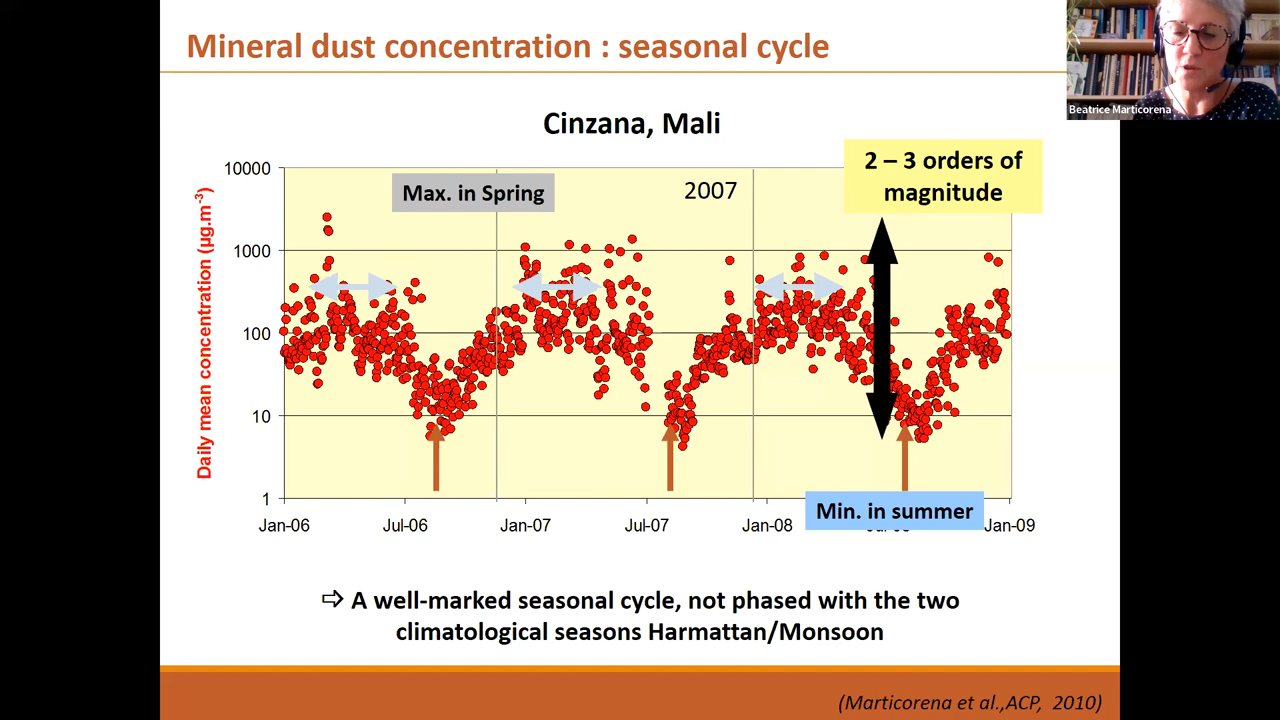 Mineral dust concentration : seasonal cycle
Beatrice Marticorena
Cinzana, Mali
2 – 3 orders of
magnitude
Max. in Spring
2007
Daily mean concentration (µg.m-3)
10000
1000
100
10
1
Min. in summer
Jan-06
Jul-06
Jan-07
Jul-07
Jan-08
Jan-09
⇨ A well-marked seasonal cycle, not phased with the two
climatological seasons Harmattan/Monsoon
(Marticorena et al.,ACP, 2010)